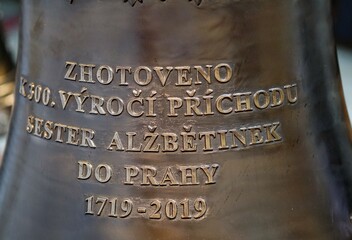 ZHOTOVENO
K 300. VÝROČÍ PŘÍCHODU
SESTER ALŽBĚTINEK
DO PRAHY
1719-2019